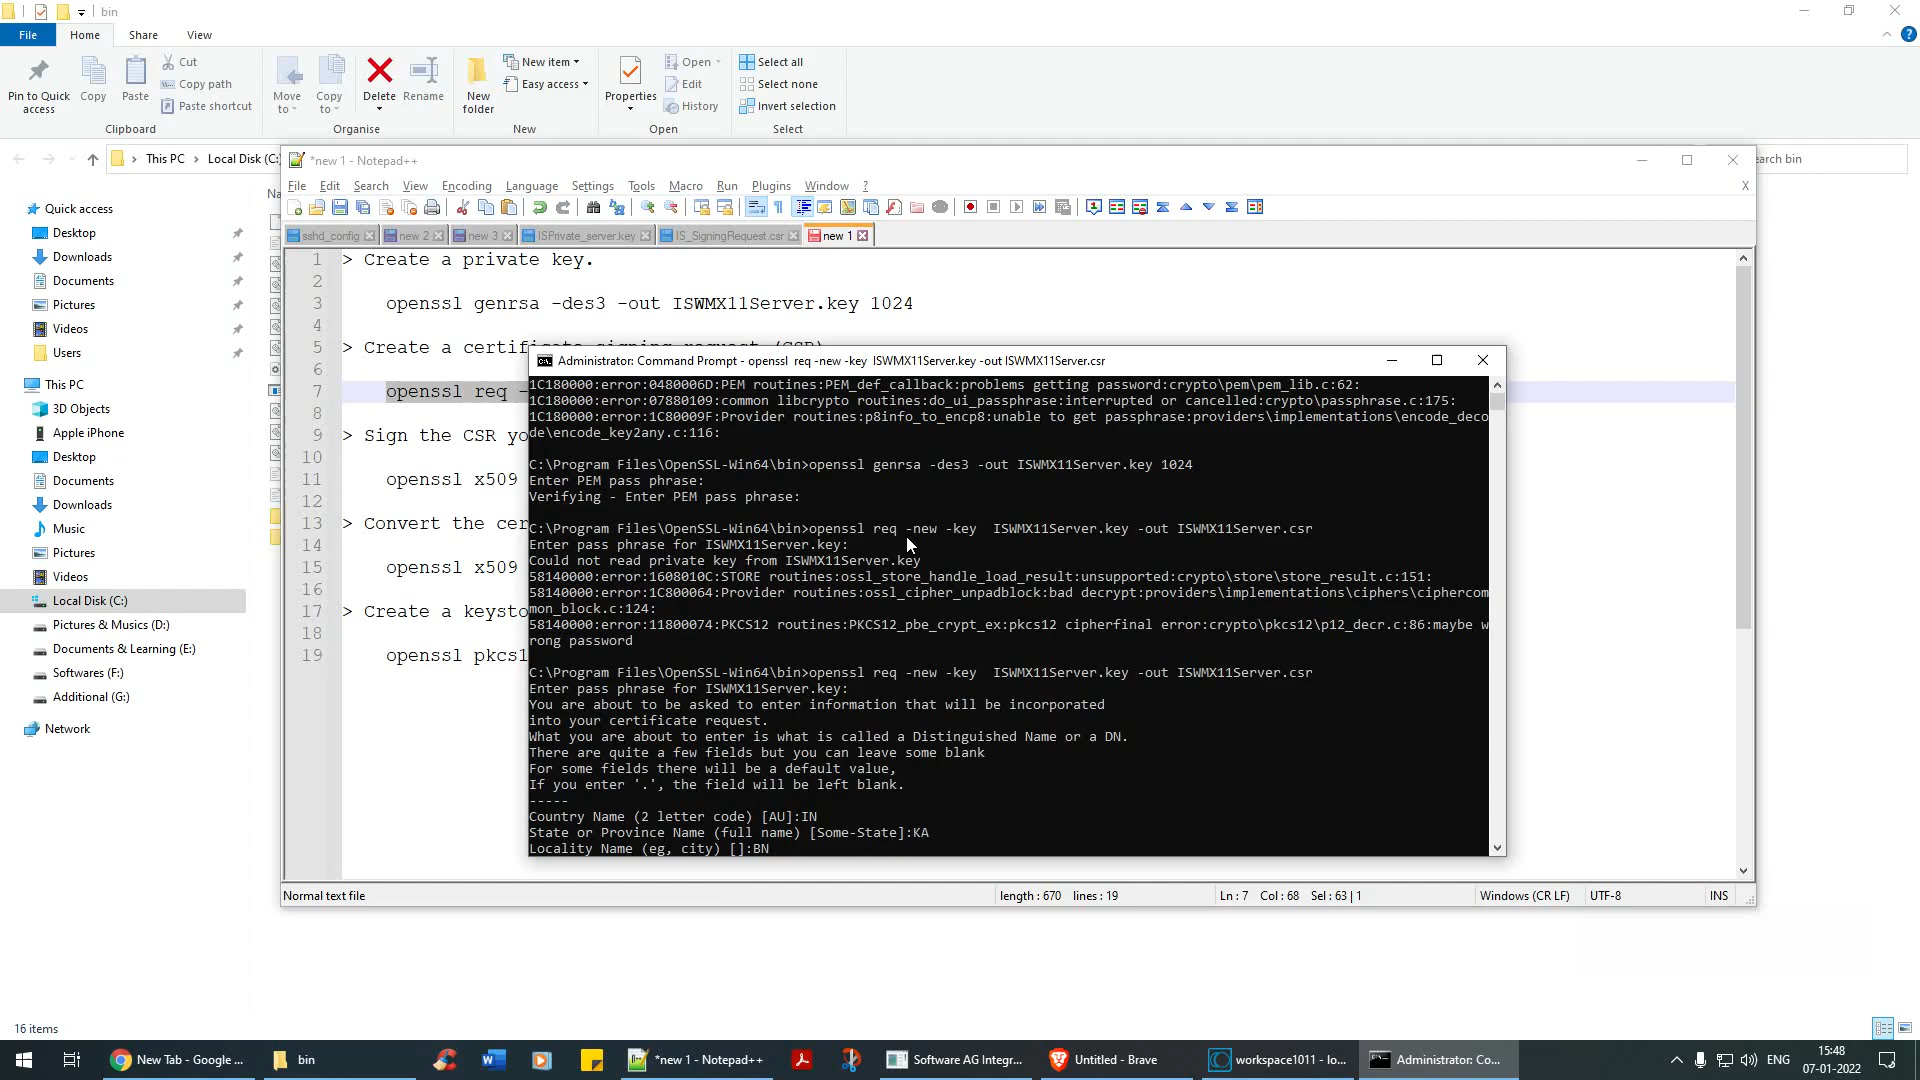 bin
File Home Share View
Pin to Quick access
Copy
Paste
Cut
Copy path
Paste shortcut
Clipboard
Move to
Copy to
Delete
Rename
Organise
New folder
New item
Easy access
New
Properties
Open
Edit
History
Open
Select all
Select none
Invert selection
Select
This PC > Local Disk (C:
earch bin
Quick access
Desktop
Downloads
Documents
Pictures
Videos
Users
This PC
3D Objects
Apple iPhone
Desktop
Documents
Downloads
Music
Pictures
Videos
Local Disk (C:)
Pictures & Musics (D:)
Documents & Learning (E:)
Softwares (F:)
Additional (G:)
Network
16 items
Na
*new 1 - Notepad++
File Edit Search View Encoding Language Settings Tools Macro Run Plugins Window ? X
sshd_config new 2 new 3 ISPrivate_server.key IS_SigningRequest.csr new 1
1 > Create a private key.
2
3 openssl genrsa -des3 -out ISWMX11Server.key 1024
4
5 > Create a certificate signing request (CSR)
6
7 openssl req -
8
9 > Sign the CSR yo
10
11 openssl x509
12
13 > Convert the cer
14
15 openssl x509
16
17 > Create a keysto
18
19 openssl pkcs1
Normal text file length : 670 lines : 19 Ln : 7 Col : 68 Sel : 63 | 1 Windows (CR LF) UTF-8 INS
Administrator: Command Prompt - openssl req -new -key ISWMX11Server.key -out ISWMX11Server.csr
1C180000:error:0480006D:PEM routines:PEM_def_callback:problems getting password:crypto\pem\pem_lib.c:62:
1C180000:error:07880109:common libcrypto routines:do_ui_passphrase:interrupted or cancelled:crypto\passphrase.c:175:
1C180000:error:1C80009F:Provider routines:p8info_to_encp8:unable to get passphrase:providers\implementations\encode_deco
de\encode_key2any.c:116:
C:\Program Files\OpenSSL-Win64\bin>openssl genrsa -des3 -out ISWMX11Server.key 1024
Enter PEM pass phrase:
Verifying - Enter PEM pass phrase:
C:\Program Files\OpenSSL-Win64\bin>openssl req -new -key  ISWMX11Server.key -out ISWMX11Server.csr
Enter pass phrase for ISWMX11Server.key:
Could not read private key from ISWMX11Server.key
58140000:error:1608010C:STORE routines:ossl_store_handle_load_result:unsupported:crypto\store\store_result.c:151:
58140000:error:1C800064:Provider routines:ossl_cipher_unpadblock:bad decrypt:providers\implementations\ciphers\ciphercom
mon_block.c:124:
58140000:error:11800074:PKCS12 routines:PKCS12_pbe_crypt_ex:pkcs12 cipherfinal error:crypto\pkcs12\p12_decr.c:86:maybe w
rong password
C:\Program Files\OpenSSL-Win64\bin>openssl req -new -key  ISWMX11Server.key -out ISWMX11Server.csr
Enter pass phrase for ISWMX11Server.key:
You are about to be asked to enter information that will be incorporated
into your certificate request.
What you are about to enter is what is called a Distinguished Name or a DN.
There are quite a few fields but you can leave some blank
For some fields there will be a default value,
If you enter '.', the field will be left blank.
-----
Country Name (2 letter code) [AU]:IN
State or Province Name (full name) [Some-State]:KA
Locality Name (eg, city) []:BN
New Tab - Google ... bin *new 1 - Notepad++ Software AG Integr... Untitled - Brave workspace1011 - Io... Administrator: Co... ENG
15:48
07-01-2022